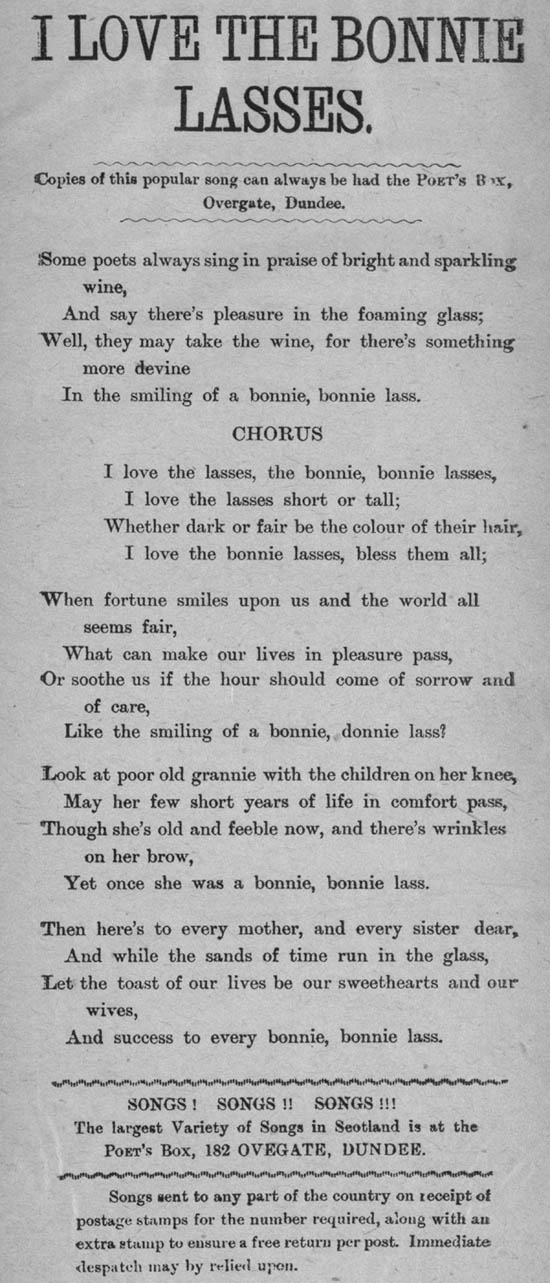 I LOVE THE BONNIE
LASSES.
Copies of this popular song can always be had the POET'S BOX,
Overgate, Dundee.
Some poets always sing in praise of bright and sparkling
wine,
And say there's pleasure in the foaming glass;
Well, they may take the wine, for there's something
more devine
In the smiling of a bonnie, bonnie lass.
CHORUS
I love the lasses, the bonnie, bonnie lasses,
I love the lasses short or tall;
Whether dark or fair be the colour of their hair,
I love the bonnie lasses, bless them all;
When fortune smiles upon us and the world all
seems fair,
What can make our lives in pleasure pass,
Or soothe us if the hour should come of sorrow and
of care,
Like the smiling of a bonnie, donnie lass?
Look at poor old grannie with the children on her knee,
May her few short years of life in comfort pass,
Though she's old and feeble now, and there's wrinkles
on her brow,
Yet once she was a bonnie, bonnie lass.
Then here's to every mother, and every sister dear,
And while the sands of time run in the glass,
Let the toast of our lives be our sweethearts and our
wives,
And success to every bonnie, bonnie lass.
SONGS ! SONGS !! SONGS !!!
The largest Variety of Songs in Scotland is at the
POET'S BOX, 182 OVEGATE, DUNDEE.
Songs sent to any part of the country on receipt of
postage stamps for the number required, along with an
extra stamp to ensure a free return per post. Immediate
despatch may by relied upon.